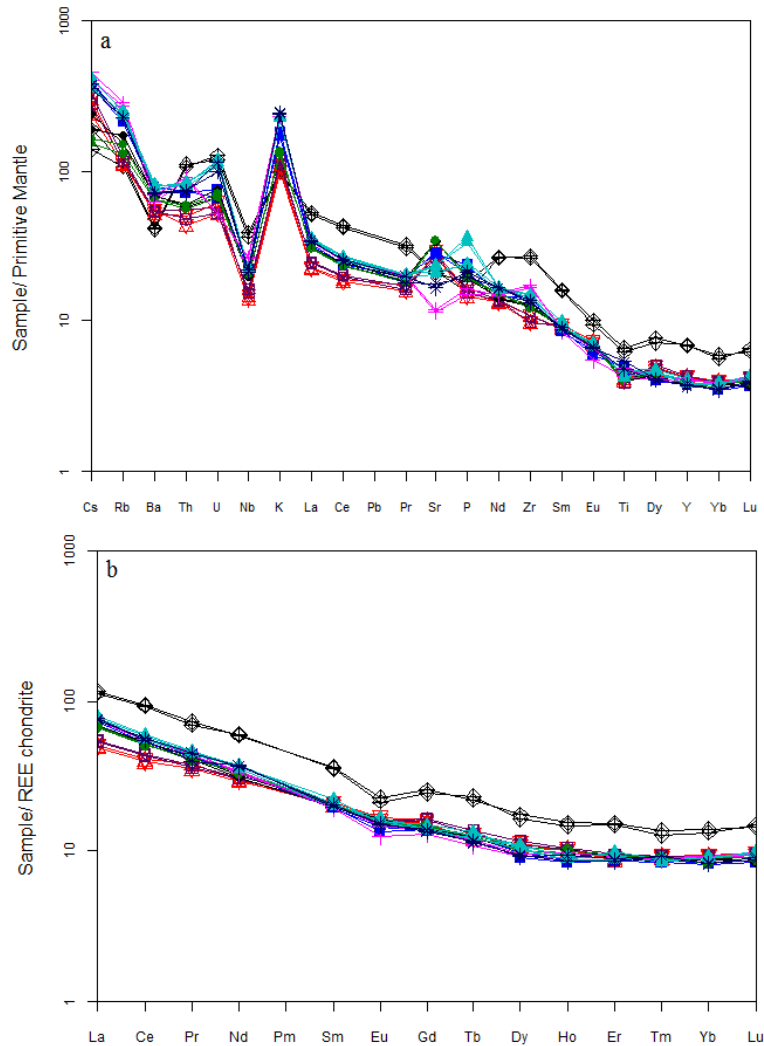 1000
a
100
10
1
Sample/ Primitive Mantle
Cs Rb Ba Th U Nb K La Ce Pb Pr Sr P Nd Zr Sm Eu Ti Dy Y Yb Lu
1000
b
100
10
1
Sample/ REE chondrite
La Ce Pr Nd Pm Sm Eu Gd Tb Dy Ho Er Tm Yb Lu